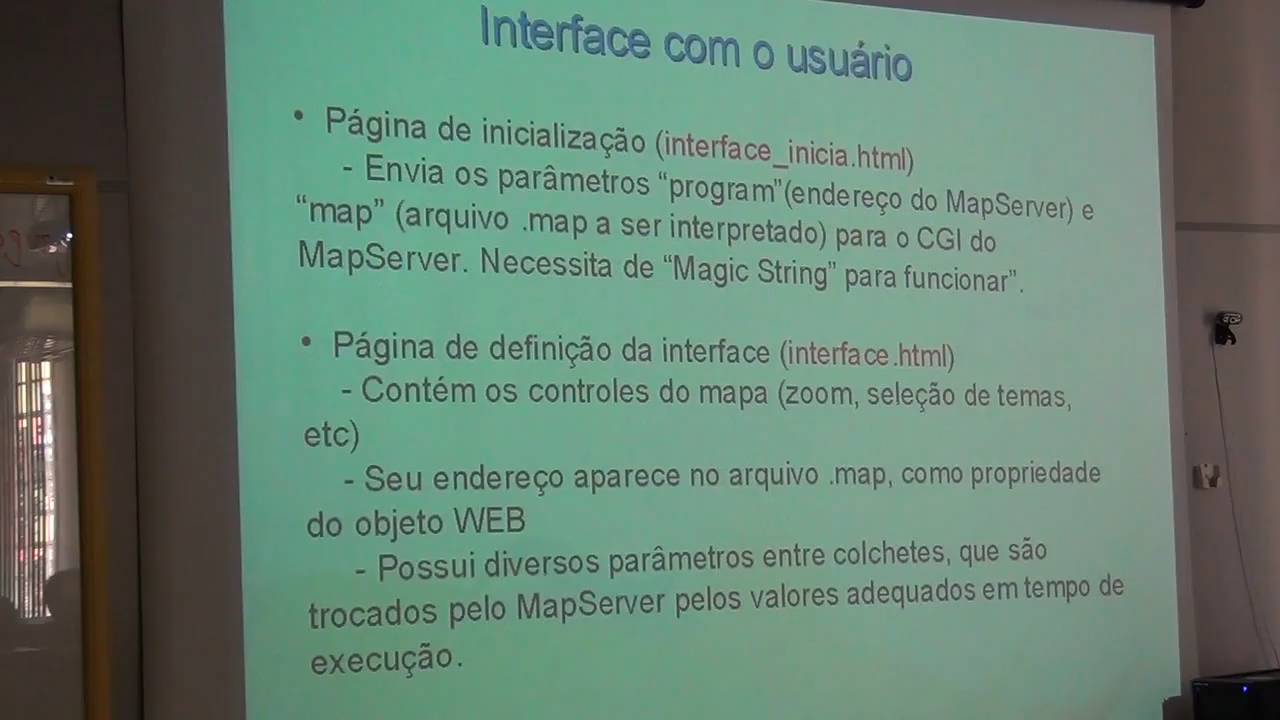 Interface com o usuário
• Página de inicialização (interface_inicia.html)
- Envia os parâmetros “program”(endereço do MapServer) e
“map” (arquivo .map a ser interpretado) para o CGI do
MapServer. Necessita de “Magic String” para funcionar”.
• Página de definição da interface (interface.html)
- Contém os controles do mapa (zoom, seleção de temas,
etc)
- Seu endereço aparece no arquivo .map, como propriedade
do objeto WEB
- Possui diversos parâmetros entre colchetes, que são
trocados pelo MapServer pelos valores adequados em tempo de
execução.